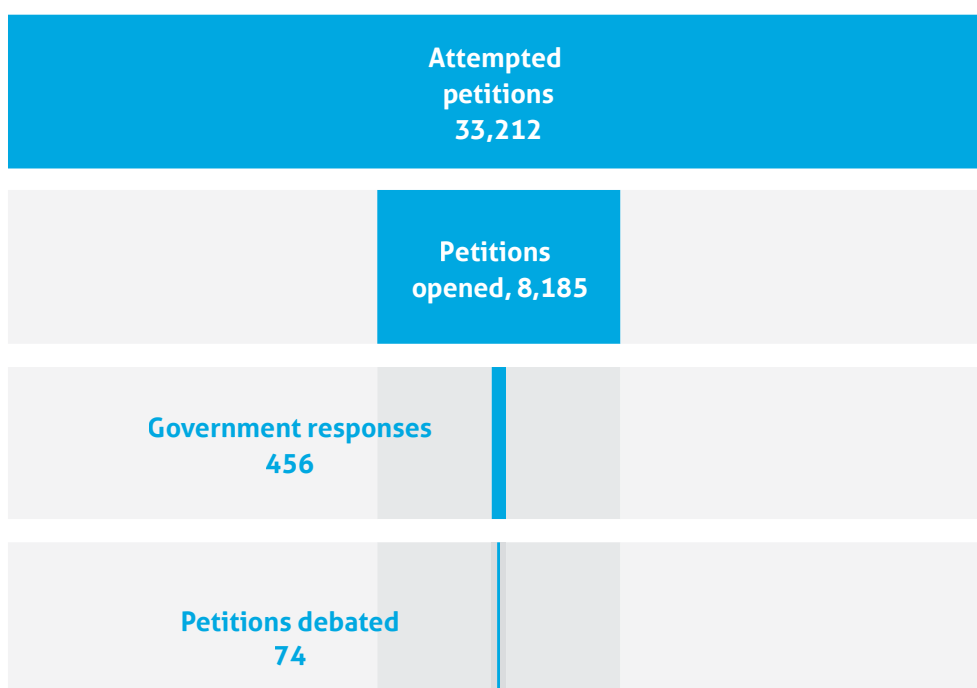 Attempted
petitions
33,212
Petitions
opened, 8,185
Government responses
456
Petitions debated
74